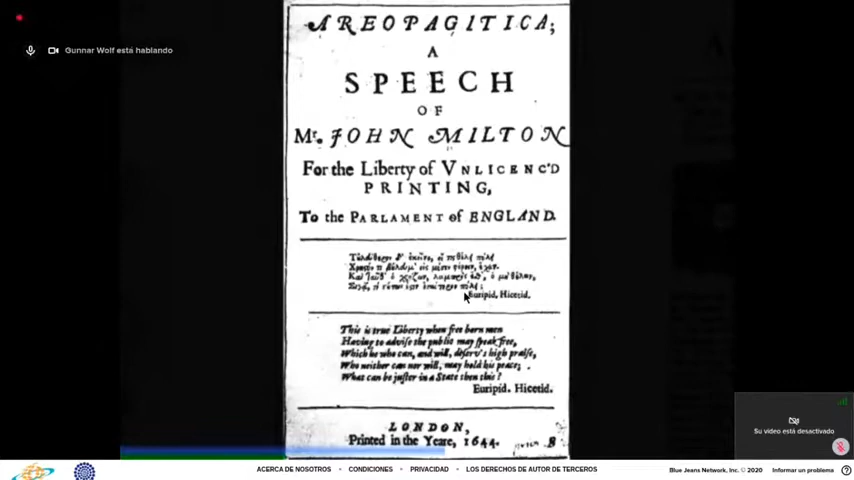 Gunnar Wolf está hablando
AREOPAGITICA;
A
SPEECH
OF
Mr. JOHN MILTON
For the Liberty of VNLICENC'D
PRINTING,
To the PARLAMENT of ENGLAND.
Euripid. Hicetid.
This is true Liberty when free born men
Having to advise the public may speak free,
Which he who can, and will, deserv's high praise,
Who neither can nor will, may hold his peace;
What can be juster in a State then this?
Euripid. Hicetid.
LONDON,
Printed in the Yeare, 1644.
Su video está desactivado
ACERCA DE NOSOTROS • CONDICIONES • PRIVACIDAD • LOS DERECHOS DE AUTOR DE TERCEROS
Blue Jeans Network, Inc. © 2020 Informar un problema